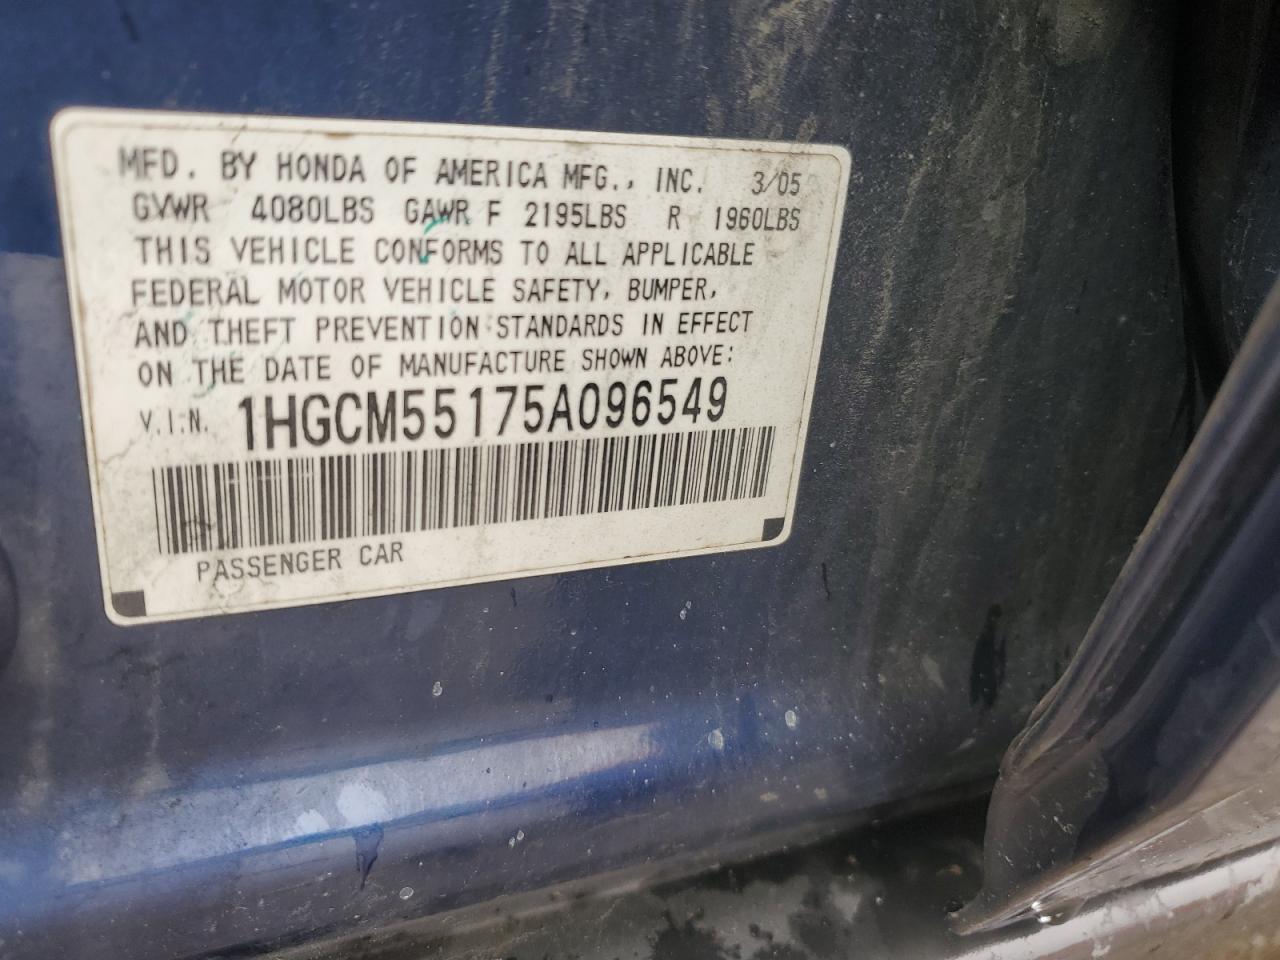 MFD. BY HONDA OF AMERICA MFG., INC. 3/05
GVWR 4080LBS GAWR F 2195LBS R 1960LBS
THIS VEHICLE CONFORMS TO ALL APPLICABLE
FEDERAL MOTOR VEHICLE SAFETY, BUMPER,
AND THEFT PREVENTION STANDARDS IN EFFECT
ON THE DATE OF MANUFACTURE SHOWN ABOVE:
V.I.N. 1HGCM55175A096549
PASSENGER CAR